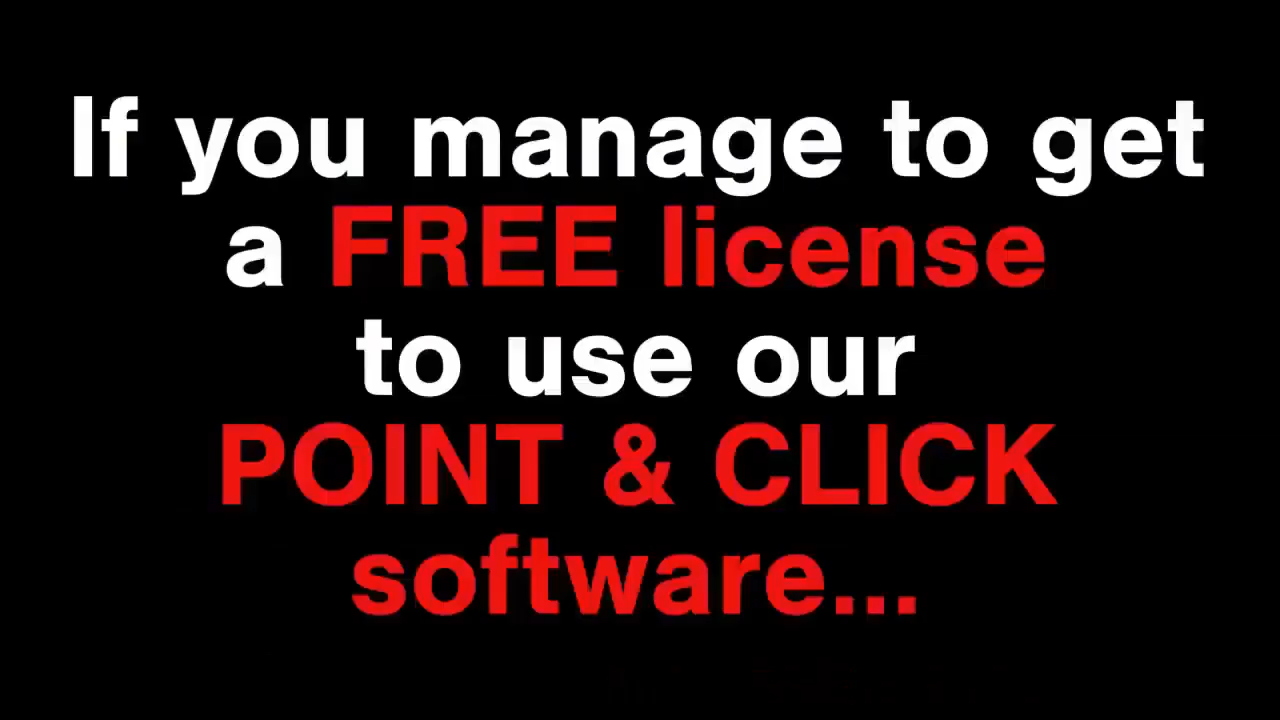 If you manage to get
a FREE license
to use our
POINT & CLICK
software...